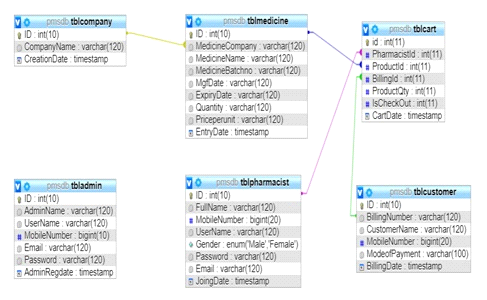 pmsdb tblcompany
ID : int(10)
CompanyName : varchar(120)
CreationDate : timestamp
pmsdb tblmedicine
ID : int(10)
MedicineCompany : varchar(120)
MedicineName : varchar(120)
MedicineBatchno : varchar(120)
MgfDate : varchar(120)
ExpiryDate : varchar(120)
Quantity : varchar(120)
Priceperunit : varchar(120)
EntryDate : timestamp
pmsdb tblcart
id : int(11)
PharmacistId : int(11)
ProductId : int(11)
BillingId : int(11)
ProductQty : int(11)
IsCheckOut : int(11)
CartDate : timestamp
pmsdb tbladmin
ID : int(10)
AdminName : varchar(120)
UserName : varchar(120)
MobileNumber : bigint(10)
Email : varchar(120)
Password : varchar(120)
AdminRegdate : timestamp
pmsdb tblpharmacist
ID : int(10)
FullName : varchar(120)
MobileNumber : bigint(20)
UserName : varchar(120)
Gender : enum('Male','Female')
Password : varchar(120)
Email : varchar(120)
JoingDate : timestamp
pmsdb tblcustomer
ID : int(10)
BillingNumber : varchar(120)
CustomerName : varchar(120)
MobileNumber : bigint(20)
ModeofPayment : varchar(100)
BillingDate : timestamp